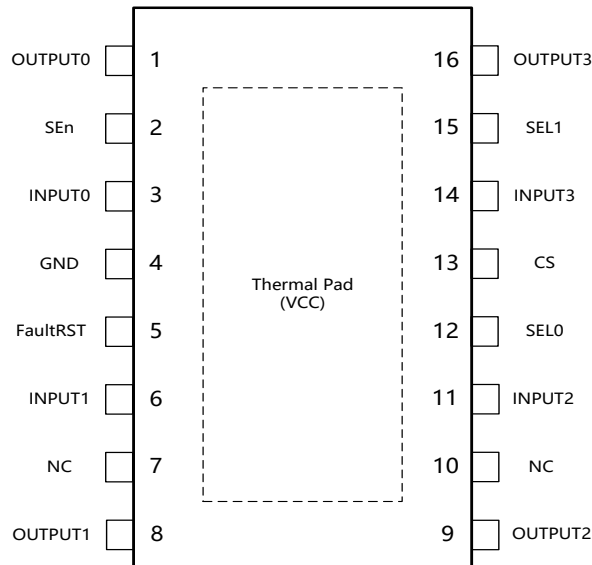 OUTPUT0 1 16 OUTPUT3
SEn 2 15 SEL1
INPUT0 3 14 INPUT3
GND 4 13 CS
Thermal Pad
(VCC)
FaultRST 5 12 SEL0
INPUT1 6 11 INPUT2
NC 7 10 NC
OUTPUT1 8 9 OUTPUT2